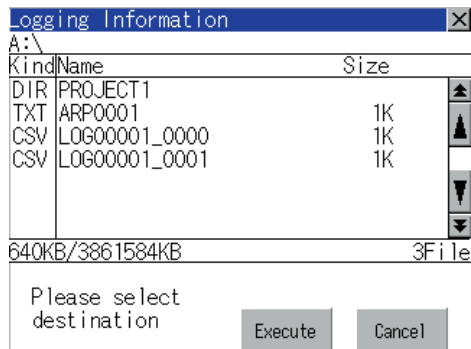 Logging Information
A:\
Kind Name Size
DIR PROJECT1
TXT ARP0001 1K
CSV LOG00001_0000 1K
CSV LOG00001_0001 1K
640KB/3861584KB 3File
Please select
destination
Execute Cancel